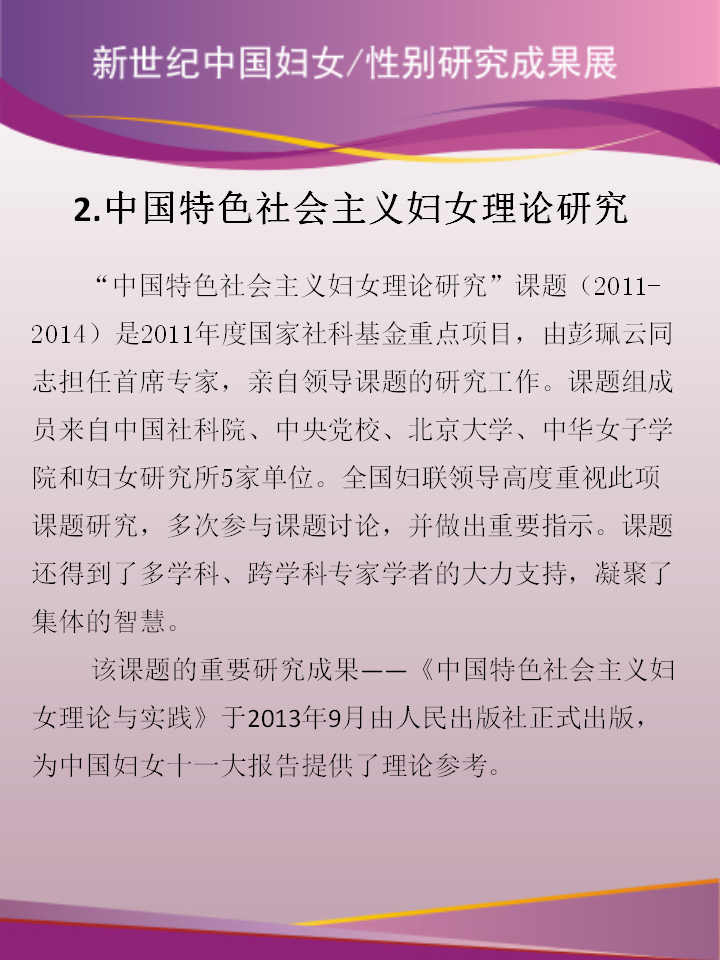 新世纪中国妇女/性别研究成果展
2.中国特色社会主义妇女理论研究
“中国特色社会主义妇女理论研究”课题（2011-
2014）是2011年度国家社科基金重点项目，由彭珮云同
志担任首席专家，亲自领导课题的研究工作。课题组成
员来自中国社科院、中央党校、北京大学、中华女子学
院和妇女研究所5家单位。全国妇联领导高度重视此项
课题研究，多次参与课题讨论，并做出重要指示。课题
还得到了多学科、跨学科专家学者的大力支持，凝聚了
集体的智慧。
该课题的重要研究成果——《中国特色社会主义妇
女理论与实践》于2013年9月由人民出版社正式出版，
为中国妇女十一大报告提供了理论参考。